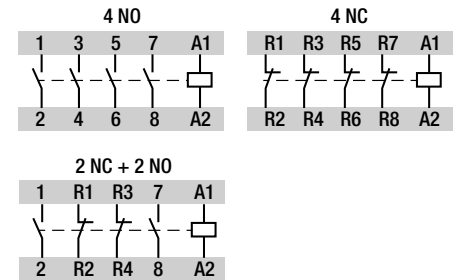 4 NO
1 3 5 7 A1
2 4 6 8 A2
4 NC
R1 R3 R5 R7 A1
R2 R4 R6 R8 A2
2 NC + 2 NO
1 R1 R3 7 A1
2 R2 R4 8 A2